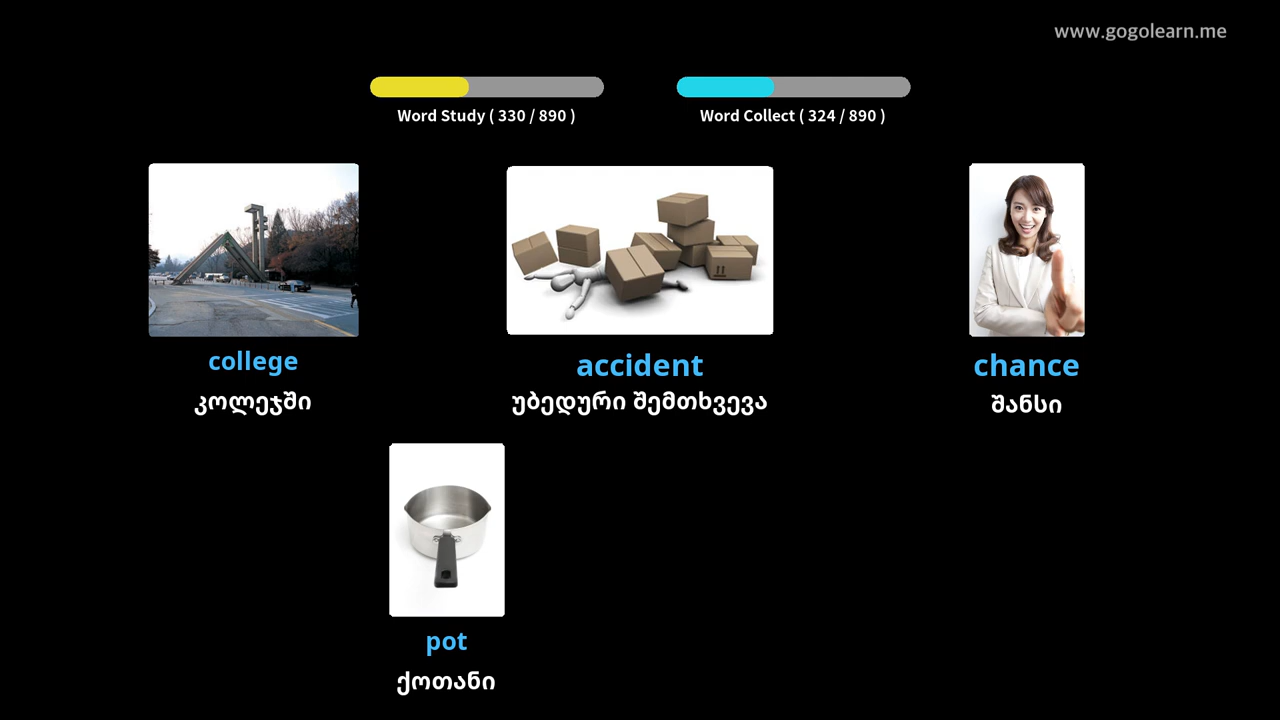 www.gogolearn.me
Word Study ( 330 / 890 )
Word Collect ( 324 / 890 )
college
accident
chance
კოლეჯში
უბედური შემთხვევა
შანსი
pot
ქოთანი